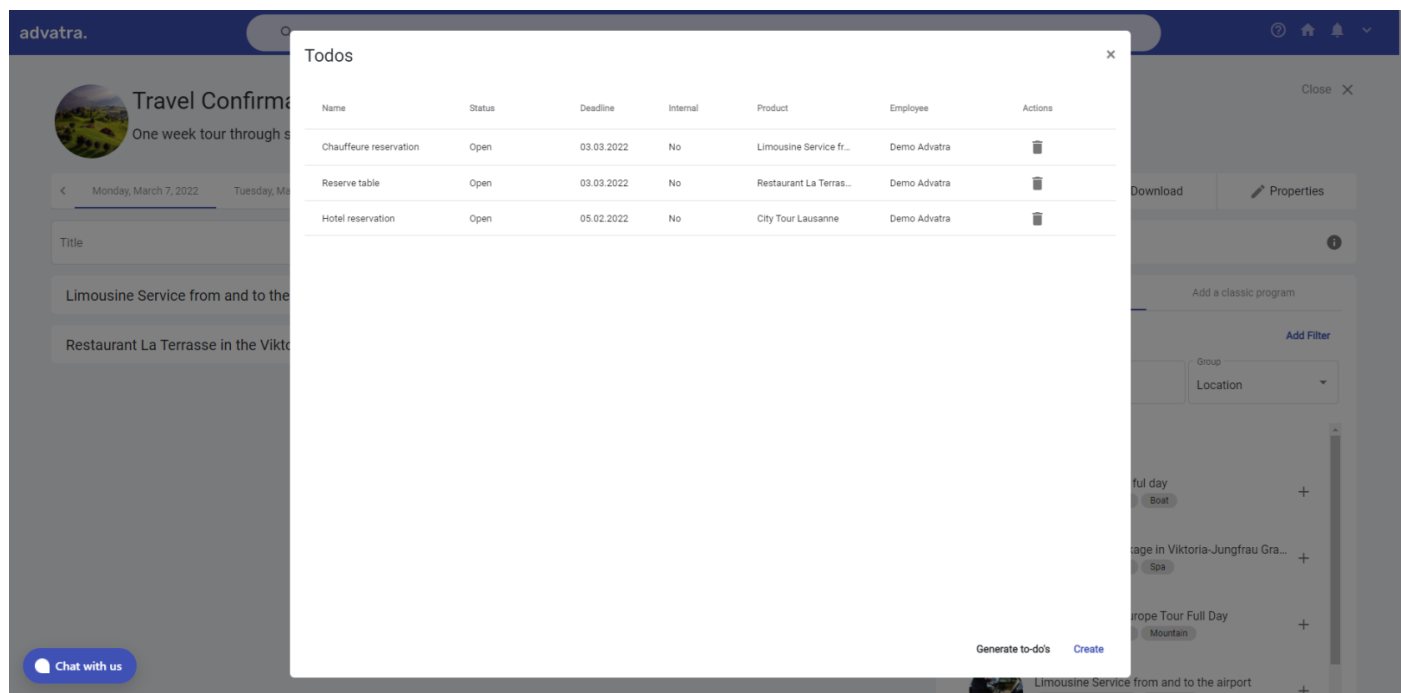 advatra.
Todos
×
Travel Confirma
One week tour through s
Close
Name Status Deadline Internal Product Employee Actions
Chauffeure reservation Open 03.03.2022 No Limousine Service fr... Demo Advatra
Reserve table Open 03.03.2022 No Restaurant La Terras... Demo Advatra
Hotel reservation Open 05.02.2022 No City Tour Lausanne Demo Advatra
Monday, March 7, 2022 Tuesday, Ma
Download Properties
Title
Limousine Service from and to the
Restaurant La Terrasse in the Vikto
Add a classic program
Add Filter
Group
Location
ful day
Boat
kage in Viktoria-Jungfrau Gra...
Spa
urope Tour Full Day
Mountain
Limousine Service from and to the airport
Generate to-do's Create
Chat with us